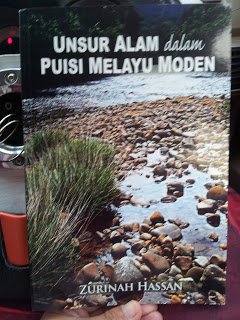 UNSUR ALAM dalam
PUISI MELAYU MODEN
ZURINAH HASSAN